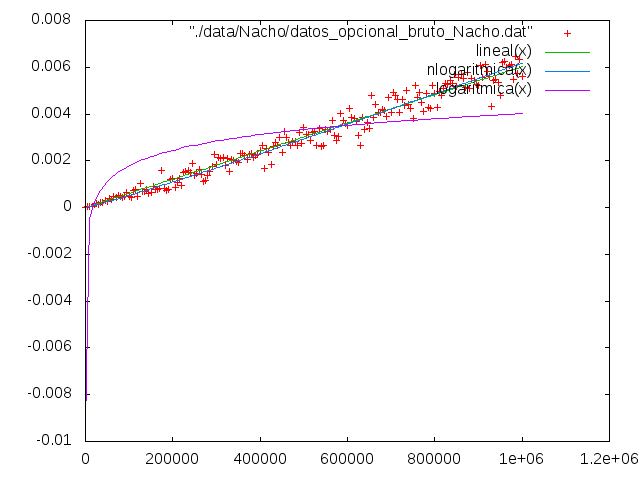 "./data/Nacho/datos_opcional_bruto_Nacho.dat"
lineal(x)
nlogaritmica(x)
logaritmica(x)
0.008
0.006
0.004
0.002
0
-0.002
-0.004
-0.006
-0.008
-0.01
0 200000 400000 600000 800000 1e+06 1.2e+06